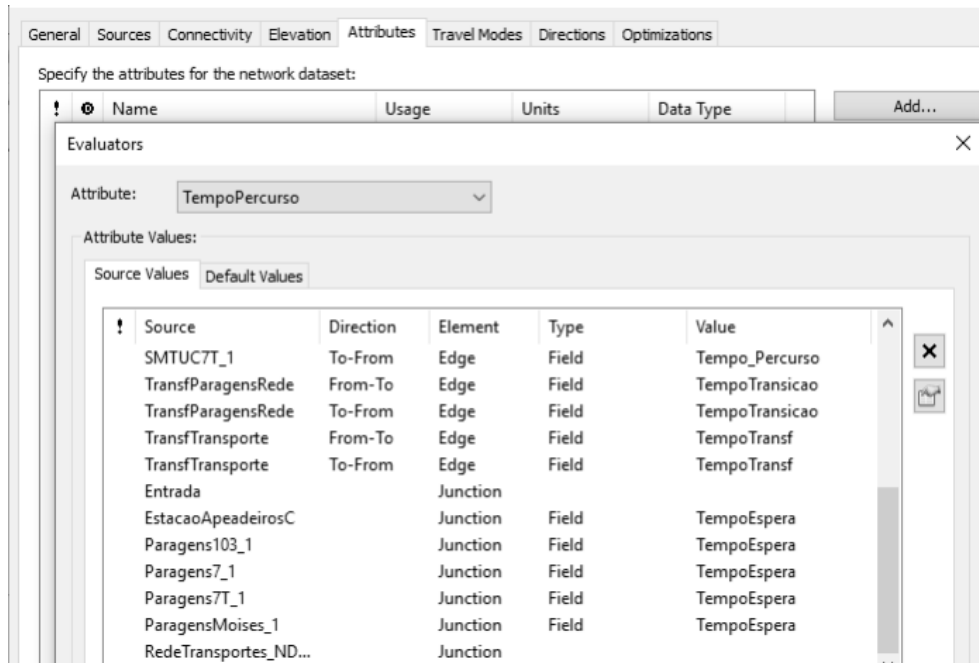 General Sources Connectivity Elevation Attributes Travel Modes Directions Optimizations
Specify the attributes for the network dataset:
! Name Usage Units Data Type Add...
Evaluators
Attribute: TempoPercurso
Attribute Values:
Source Values Default Values
! Source Direction Element Type Value
SMTUC7T_1 To-From Edge Field Tempo_Percurso
TransfParagensRede From-To Edge Field TempoTransicao
TransfParagensRede To-From Edge Field TempoTransicao
TransfTransporte From-To Edge Field TempoTransf
TransfTransporte To-From Edge Field TempoTransf
Entrada Junction
EstacaoApeadeirosC Junction Field TempoEspera
Paragens103_1 Junction Field TempoEspera
Paragens7_1 Junction Field TempoEspera
Paragens7T_1 Junction Field TempoEspera
ParagensMoises_1 Junction Field TempoEspera
RedeTransportes_ND... Junction